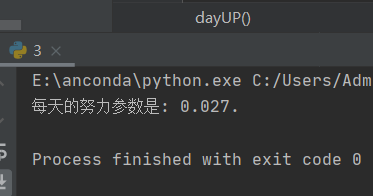 dayUP()
3
E:\anaconda\python.exe C:/Users/Adm
每天的努力参数是: 0.027.
Process finished with exit code 0